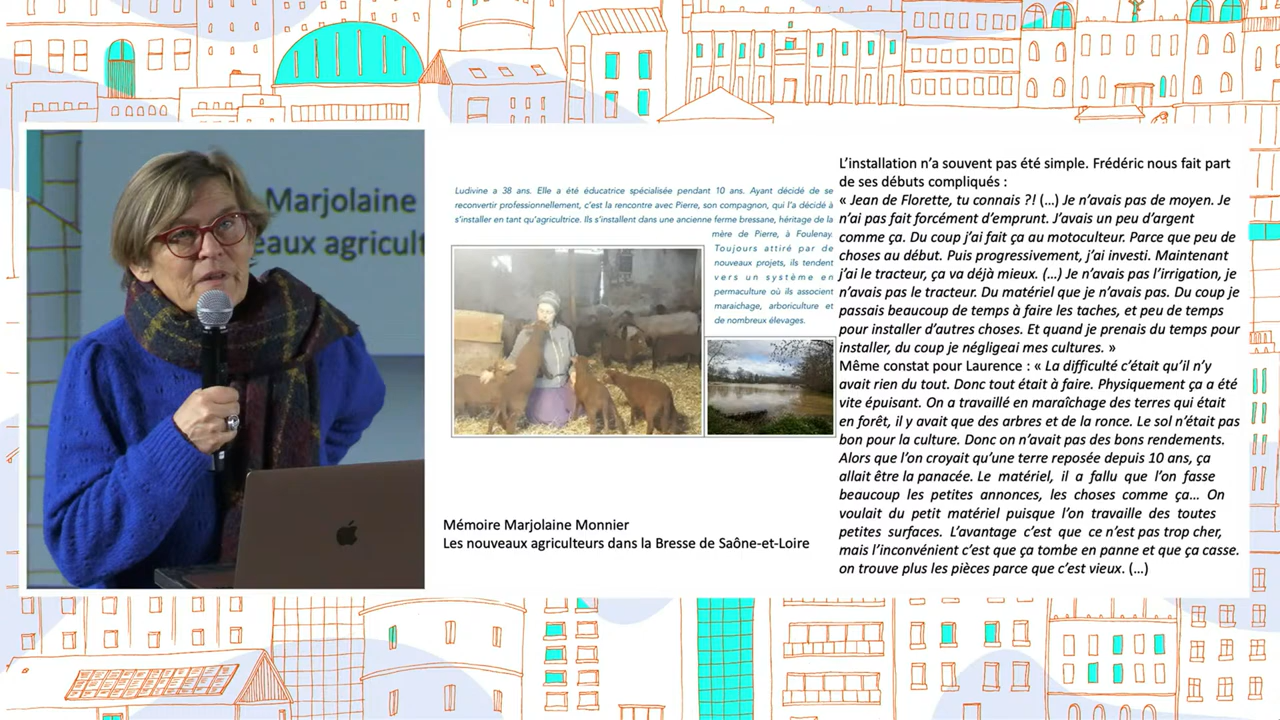 Marjolaine
eaux agricult
Ludivine a 38 ans. Elle a été éducatrice spécialisée pendant 10 ans. Ayant décidé de se
reconvertir professionnellement, c'est la rencontre avec Pierre, son compagnon, qui l'a décidé à
s'installer en tant qu'agricultrice. Ils s'installent dans une ancienne ferme bressane, héritage de la
mère de Pierre, à Foulenay.
Toujours attiré par de
nouveaux projets, ils tendent
vers un système en
permaculture où ils associent
maraichage, arboriculture et
de nombreux élevages.
Mémoire Marjolaine Monnier
Les nouveaux agriculteurs dans la Bresse de Saône-et-Loire
L'installation n'a souvent pas été simple. Frédéric nous fait part
de ses débuts compliqués :
« Jean de Florette, tu connais ?! (…) Je n'avais pas de moyen. Je
n'ai pas fait forcément d'emprunt. J'avais un peu d'argent
comme ça. Du coup j'ai fait ça au motoculteur. Parce que peu de
choses au début. Puis progressivement, j'ai investi. Maintenant
j'ai le tracteur, ça va déjà mieux. (…) Je n'avais pas l'irrigation, je
n'avais pas le tracteur. Du matériel que je n'avais pas. Du coup je
passais beaucoup de temps à faire les taches, et peu de temps
pour installer d'autres choses. Et quand je prenais du temps pour
installer, du coup je négligeai mes cultures. »
Même constat pour Laurence : « La difficulté c'était qu'il n'y
avait rien du tout. Donc tout était à faire. Physiquement ça a été
vite épuisant. On a travaillé en maraîchage des terres qui était
en forêt, il y avait que des arbres et de la ronce. Le sol n'était pas
bon pour la culture. Donc on n'avait pas des bons rendements.
Alors que l'on croyait qu'une terre reposée depuis 10 ans, ça
allait être la panacée. Le matériel, il a fallu que l'on fasse
beaucoup les petites annonces, les choses comme ça… On
voulait du petit matériel puisque l'on travaille des toutes
petites surfaces. L'avantage c'est que ce n'est pas trop cher,
mais l'inconvénient c'est que ça tombe en panne et que ça casse.
on trouve plus les pièces parce que c'est vieux. (…)